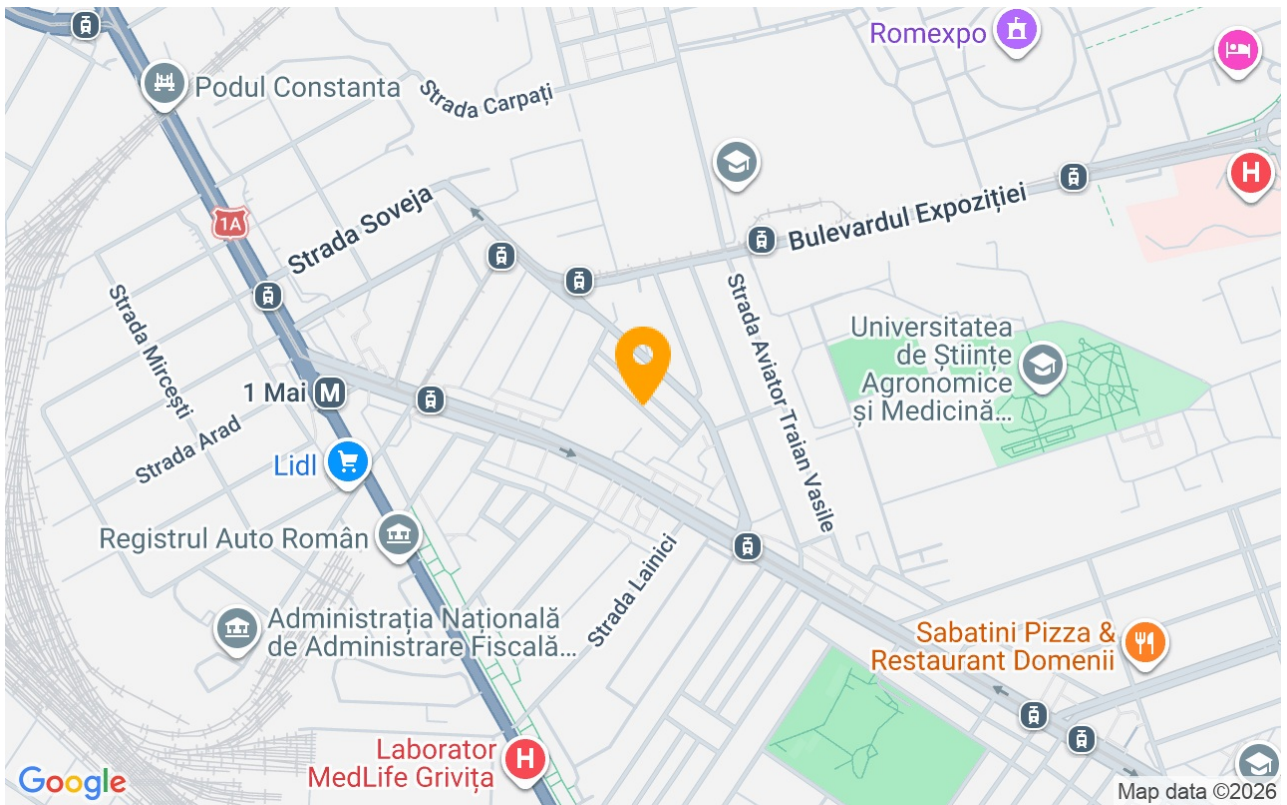 Romexpo
Podul Constanta
Strada Carpați
H
1A
Strada Soveja
Bulevardul Expoziției
Strada Mircești
Strada Aviator Traian Vasile
Universitatea
de Științe
Agronomice
și Medicină...
1 Mai
M
Strada Arad
Lidl
Registrul Auto Român
Strada Lainici
Administrația Națională
de Administrare Fiscală...
Sabatini Pizza &
Restaurant Domenii
Laborator
MedLife Grivița
H
Google
Map data ©2026